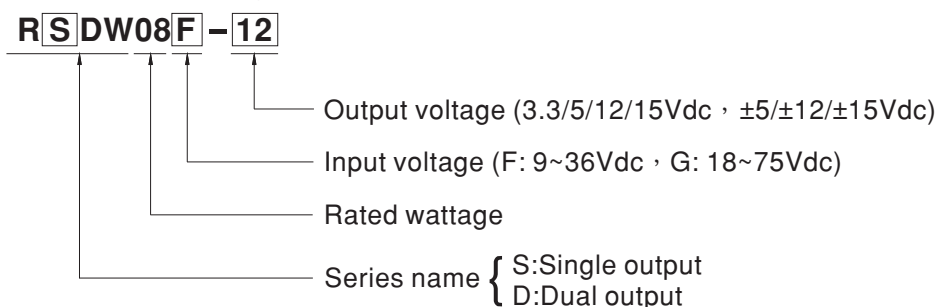 RSDW08F-12
Output voltage (3.3/5/12/15Vdc，±5/±12/±15Vdc)
Input voltage (F: 9~36Vdc，G: 18~75Vdc)
Rated wattage
Series name { S:Single output
D:Dual output